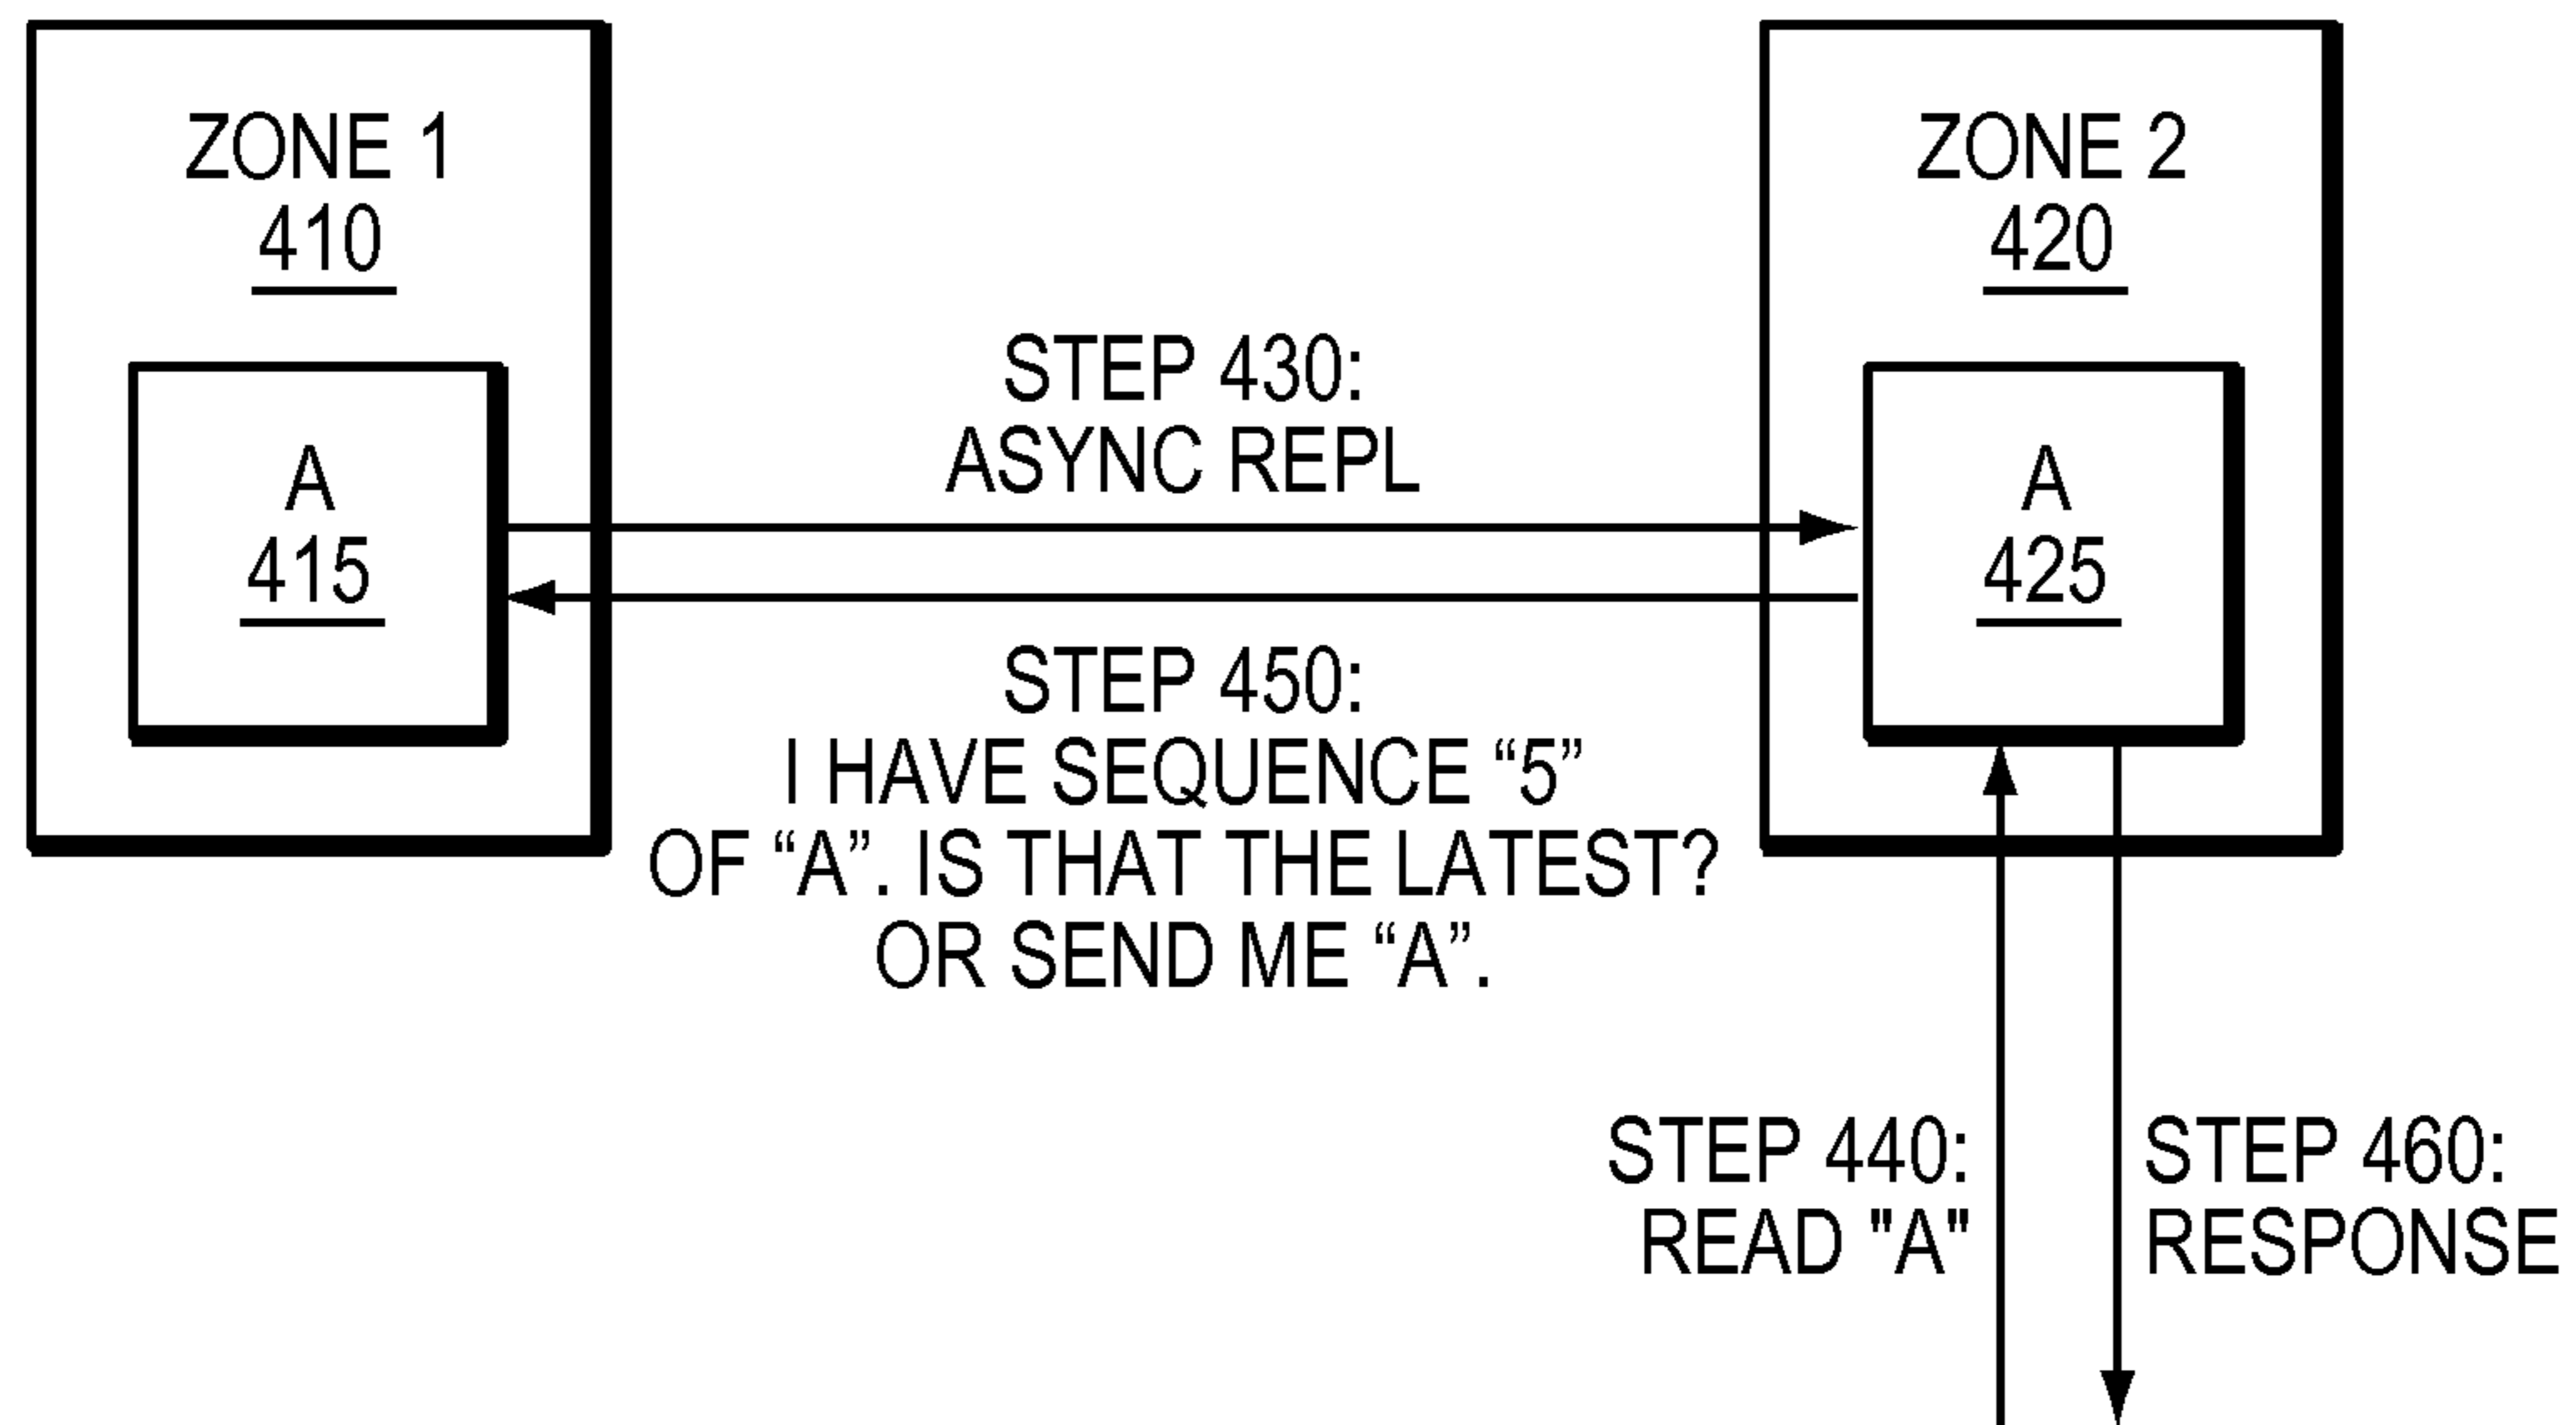 ZONE 1
410
A
415
ZONE 2
420
A
425
STEP 430:
ASYNC REPL
STEP 450:
I HAVE SEQUENCE “5”
OF “A”. IS THAT THE LATEST?
OR SEND ME “A”.
STEP 440:
READ "A"
STEP 460:
RESPONSE